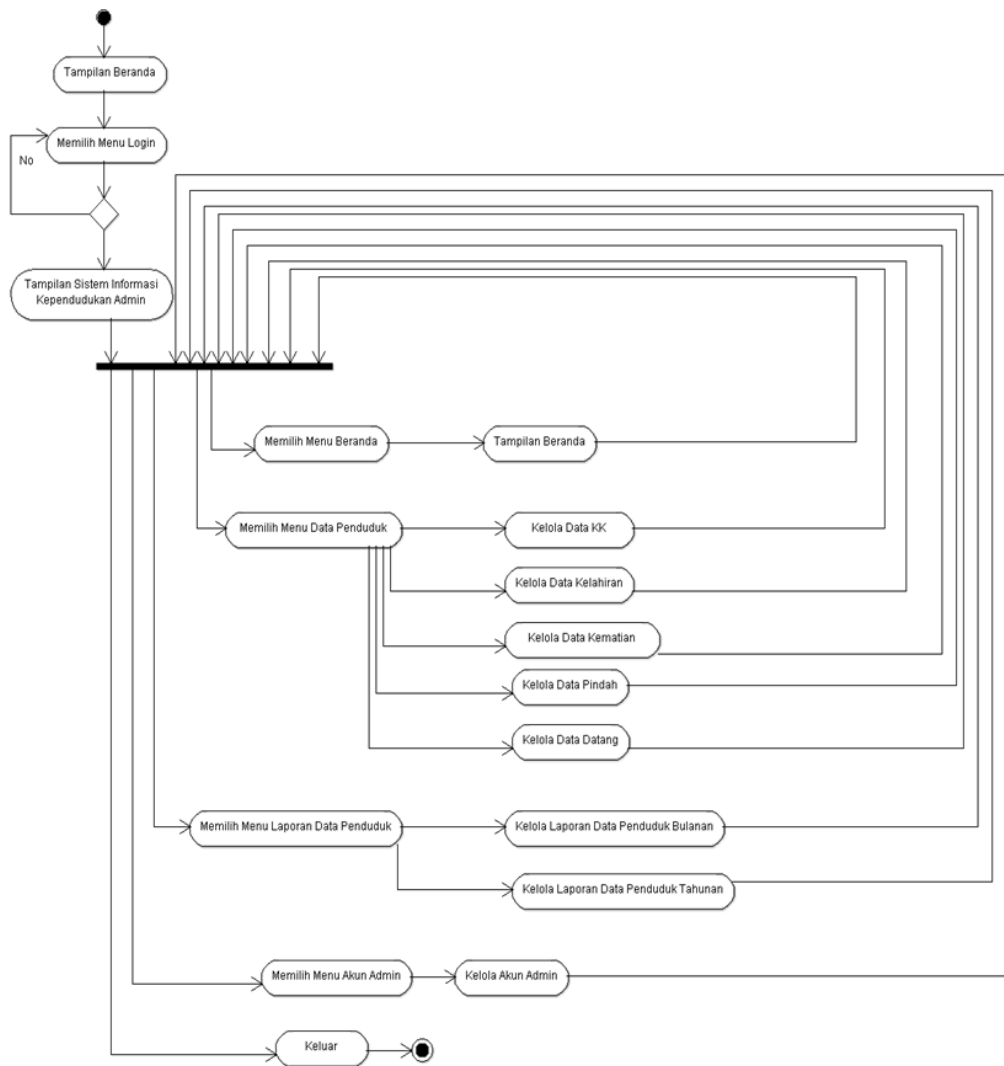 Tampilan Beranda
Memilih Menu Login
No
Tampilan Sistem Informasi
Kependudukan Admin
Memilih Menu Beranda
Tampilan Beranda
Memilih Menu Data Penduduk
Kelola Data KK
Kelola Data Kelahiran
Kelola Data Kematian
Kelola Data Pindah
Kelola Data Datang
Memilih Menu Laporan Data Penduduk
Kelola Laporan Data Penduduk Bulanan
Kelola Laporan Data Penduduk Tahunan
Memilih Menu Akun Admin
Kelola Akun Admin
Keluar